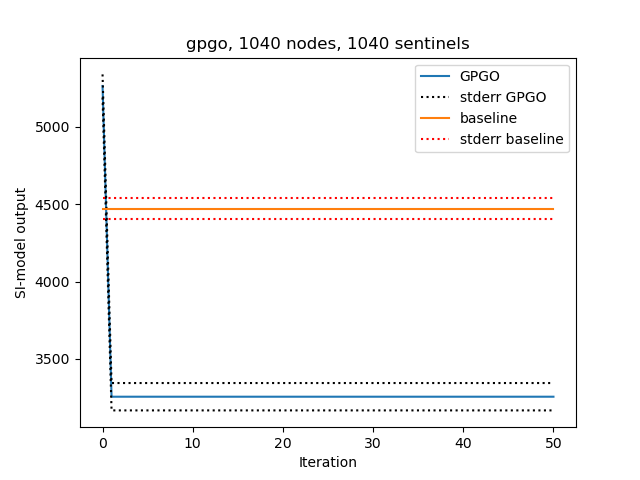 gpgo, 1040 nodes, 1040 sentinels
GPGO
stderr GPGO
baseline
stderr baseline
SI-model output
5000
4500
4000
3500
0 10 20 30 40 50
Iteration